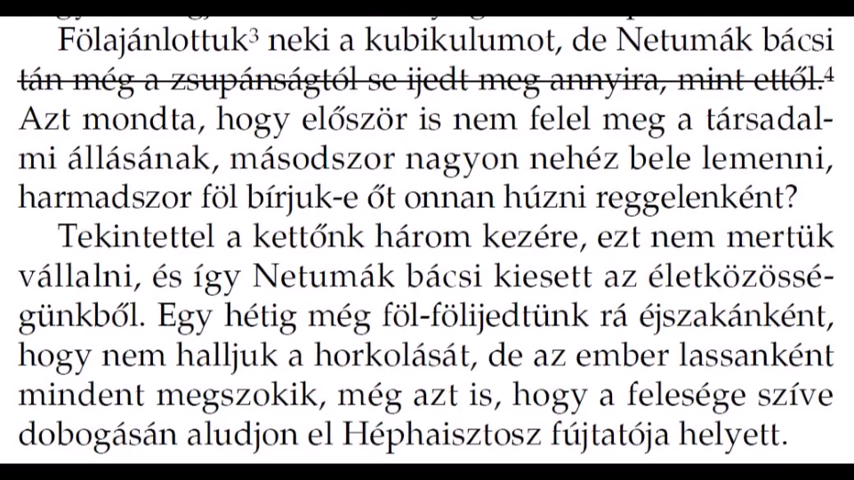 Fölajánlottuk³ neki a kubikulumot, de Netumák bácsi
tán még a zsupánságtól se ijedt meg annyira, mint ettől.⁴
Azt mondta, hogy először is nem felel meg a társadal-
mi állásának, másodszor nagyon nehéz bele lemenni,
harmadszor föl bírjuk-e őt onnan húzni reggelenként?
Tekintettel a kettőnk három kezére, ezt nem mertük
vállalni, és így Netumák bácsi kiesett az életközössé-
günkből. Egy hétig még föl-fölijedtünk rá éjszakánként,
hogy nem halljuk a horkolását, de az ember lassanként
mindent megszokik, még azt is, hogy a felesége szíve
dobogásán aludjon el Héphaisztosz fújtatója helyett.